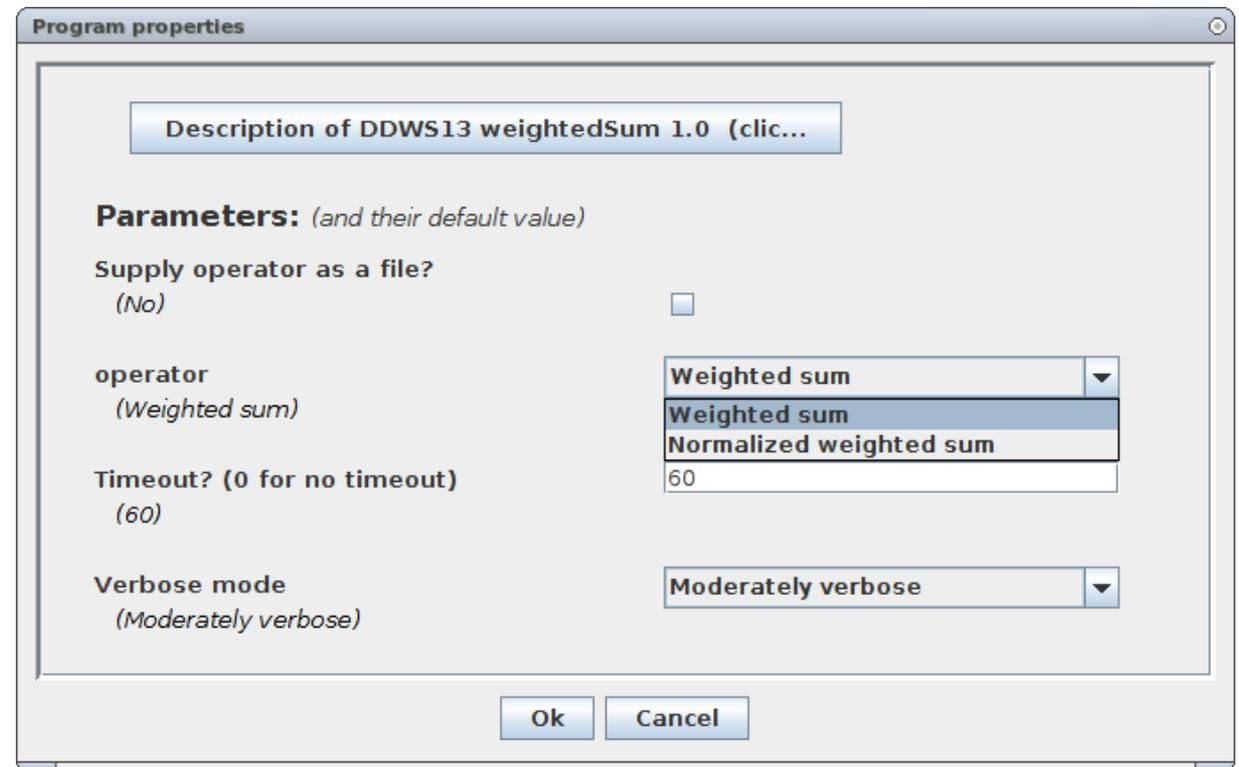 Program properties
Description of DDWS13 weightedSum 1.0 (clic...
Parameters: (and their default value)
Supply operator as a file?
(No)
operator
(Weighted sum)
Weighted sum
Weighted sum
Normalized weighted sum
Timeout? (0 for no timeout)
(60)
60
Verbose mode
(Moderately verbose)
Moderately verbose
Ok
Cancel